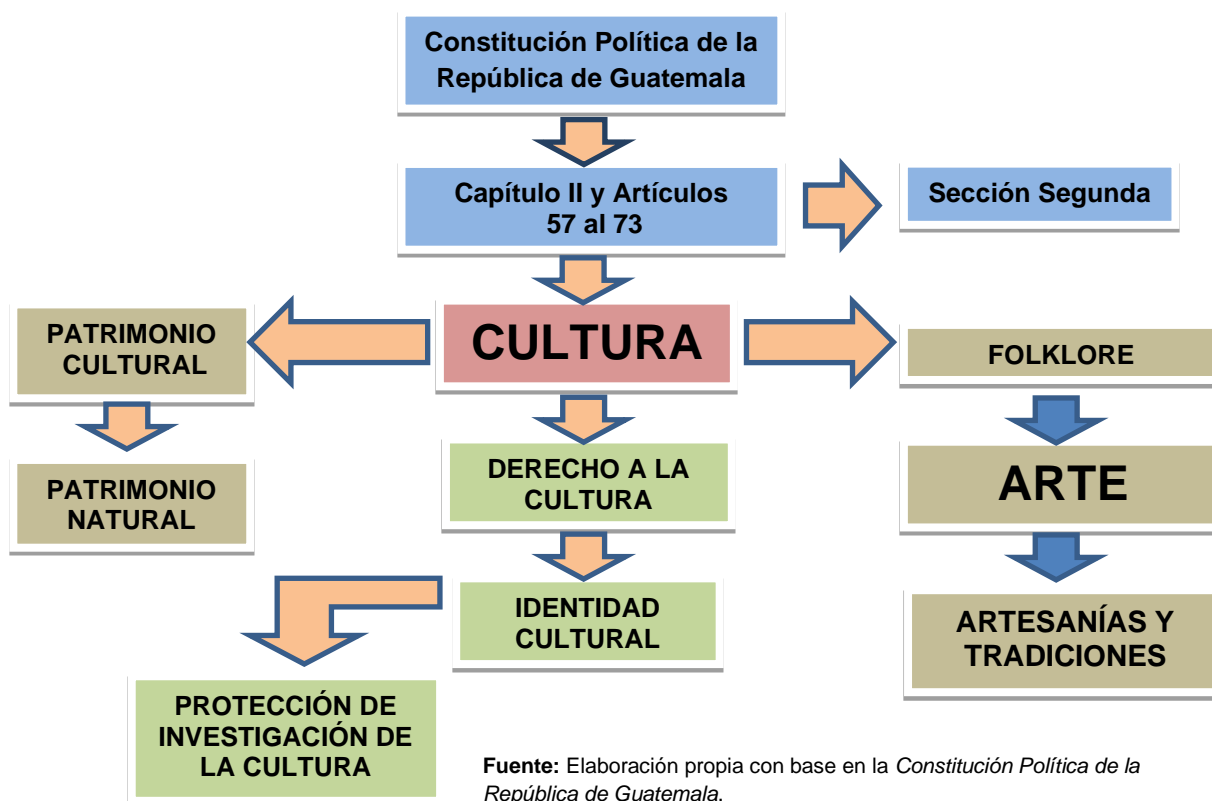 Constitución Política de la
República de Guatemala
Capítulo II y Artículos
57 al 73
Sección Segunda
CULTURA
PATRIMONIO
CULTURAL
FOLKLORE
DERECHO A LA
CULTURA
PATRIMONIO
NATURAL
ARTE
IDENTIDAD
CULTURAL
ARTESANÍAS Y
TRADICIONES
PROTECCIÓN DE
INVESTIGACIÓN DE
LA CULTURA
Fuente: Elaboración propia con base en la Constitución Política de la
República de Guatemala.